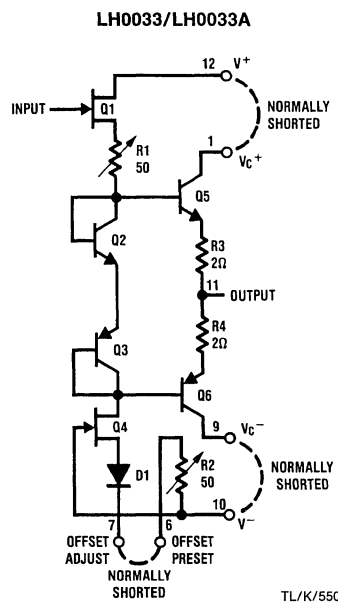 LH0033/LH0033A
12 V+
INPUT
Q1
NORMALLY
SHORTED
R1
50
1
VC+
Q5
Q2
R3
2Ω
11
OUTPUT
R4
2Ω
Q3
Q6
9 VC−
Q4
D1
R2
50
NORMALLY
SHORTED
10
V−
7
6
OFFSET
ADJUST
OFFSET
PRESET
NORMALLY
SHORTED
TL/K/550